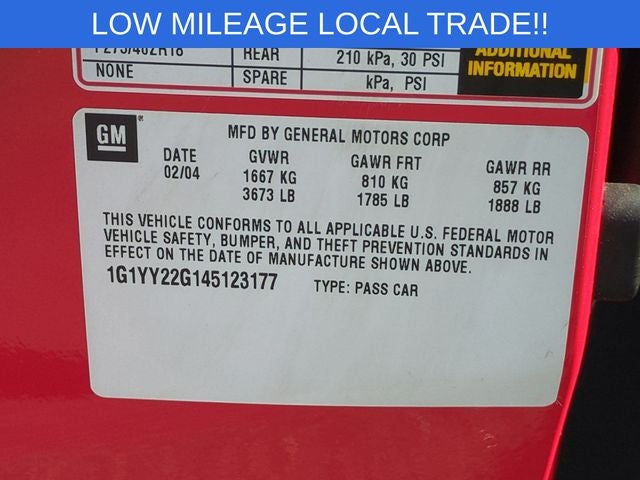 LOW MILEAGE LOCAL TRADE!!
P275/40ZR18 REAR 210 kPa, 30 PSI ADDITIONAL
NONE SPARE kPa, PSI INFORMATION
GM ® MFD BY GENERAL MOTORS CORP
DATE GVWR GAWR FRT GAWR RR
02/04 1667 KG 810 KG 857 KG
3673 LB 1785 LB 1888 LB
THIS VEHICLE CONFORMS TO ALL APPLICABLE U.S. FEDERAL MOTOR
VEHICLE SAFETY, BUMPER, AND THEFT PREVENTION STANDARDS IN
EFFECT ON THE DATE OF MANUFACTURE SHOWN ABOVE.
1G1YY22G145123177 TYPE: PASS CAR